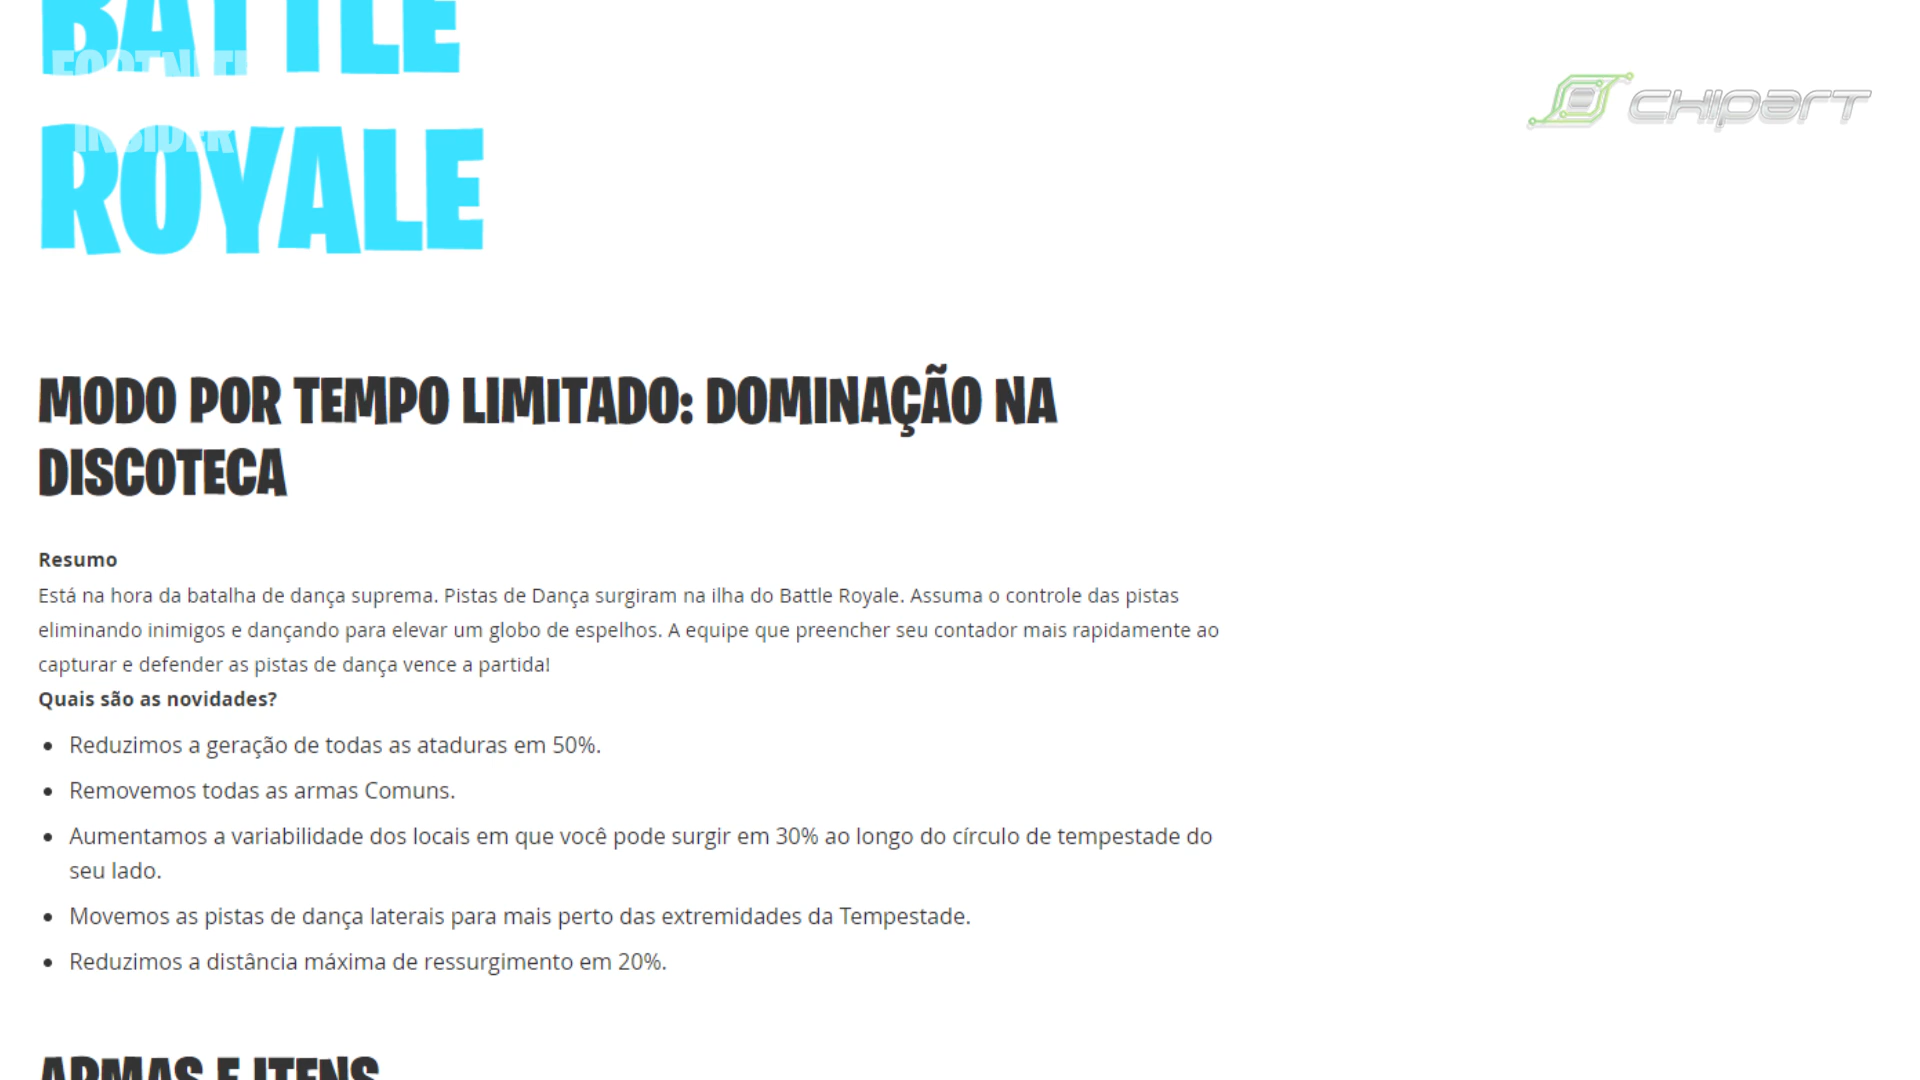 BATTLE
FORTNITE
CHIPART
INSIDER
ROYALE
MODO POR TEMPO LIMITADO: DOMINAÇÃO NA
DISCOTECA
Resumo
Está na hora da batalha de dança suprema. Pistas de Dança surgiram na ilha do Battle Royale. Assuma o controle das pistas
eliminando inimigos e dançando para elevar um globo de espelhos. A equipe que preencher seu contador mais rapidamente ao
capturar e defender as pistas de dança vence a partida!
Quais são as novidades?
• Reduzimos a geração de todas as ataduras em 50%.
• Removemos todas as armas Comuns.
• Aumentamos a variabilidade dos locais em que você pode surgir em 30% ao longo do círculo de tempestade do
seu lado.
• Movemos as pistas de dança laterais para mais perto das extremidades da Tempestade.
• Reduzimos a distância máxima de ressurgimento em 20%.
ARMAS E ITENS